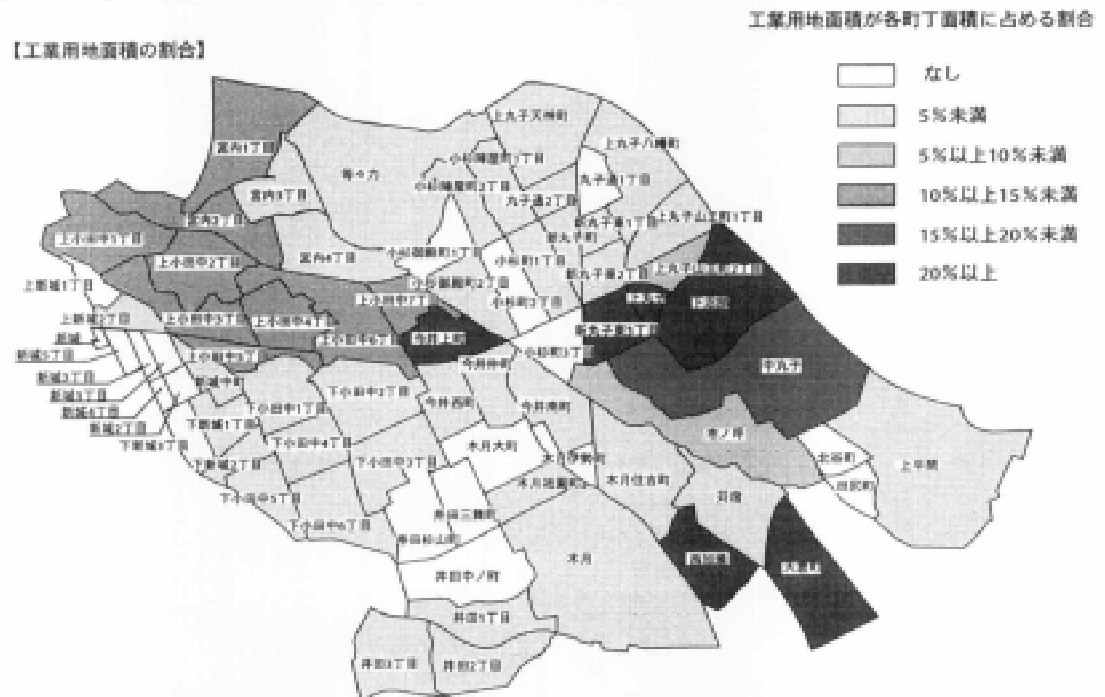 工業用地面積が各町丁面積に占める割合
【工業用地面積の割合】
なし
5%未満
5%以上10%未満
10%以上15%未満
15%以上20%未満
20%以上
上丸子天神町
上丸子八幡町
宮内1丁目
小杉陣屋町1丁目
等々力
小杉陣屋町2丁目
丸子通1丁目
宮内3丁目
丸子通2丁目
宮内2丁目
新丸子東1丁目
上丸子山王町1丁目
上小田中1丁目
新丸子町
小杉御殿町1丁目
宮内4丁目
小杉町1丁目
上小田中2丁目
新丸子東2丁目
上丸子山王町2丁目
上新城1丁目
小杉御殿町2丁目
上小田中7丁目
小杉町2丁目
下沼部
上丸子
上新城2丁目
上小田中3丁目
上小田中4丁目
新丸子東3丁目
新城
上小田中6丁目
今井上町
小杉町3丁目
新城5丁目
上小田中5丁目
今井仲町
中丸子
新城3丁目
新城中町
下小田中2丁目
新城1丁目
今井西町
今井南町
新城4丁目
下小田中1丁目
新城2丁目
下新城1丁目
市ノ坪
下新城3丁目
下小田中4丁目
木月大町
下新城2丁目
下小田中3丁目
木月伊勢町
北谷町
上平間
木月祗園町
木月住吉町
田尻町
下小田中5丁目
苅宿
井田三舞町
下小田中6丁目
井田杉山町
木月
西加瀬
大倉町
井田中ノ町
井田1丁目
井田3丁目
井田2丁目